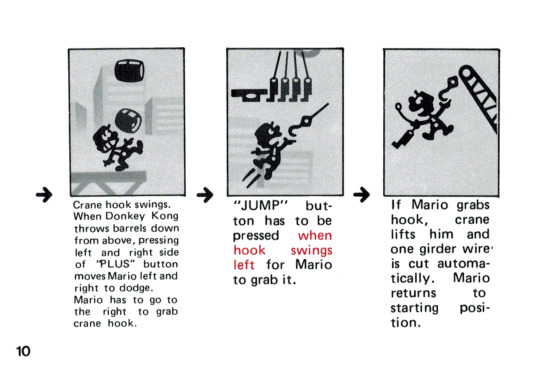 Crane hook swings.
When Donkey Kong
throws barrels down
from above, pressing
left and right side
of "PLUS" button
moves Mario left and
right to dodge.
Mario has to go to
the right to grab
crane hook.
"JUMP" but-
ton has to be
pressed when
hook swings
left for Mario
to grab it.
If Mario grabs
hook, crane
lifts him and
one girder wire
is cut automa-
tically. Mario
returns to
starting posi-
tion.
10